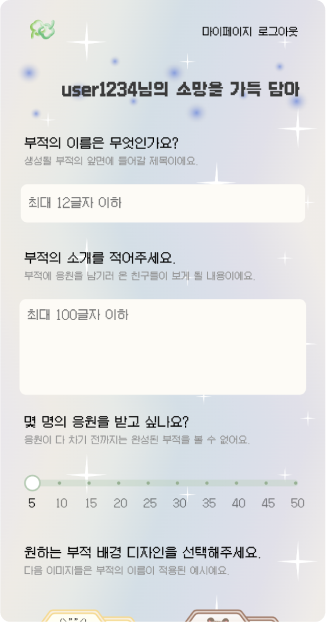 마이페이지 로그아웃
user1234님의 소망을 가득 담아
부적의 이름은 무엇인가요?
생성될 부적의 앞면에 들어갈 제목이에요.
최대 12글자 이하
부적의 소개를 적어주세요.
부적에 응원을 남기러 온 친구들이 보게 될 내용이에요.
최대 100글자 이하
몇 명의 응원을 받고 싶나요?
응원이 다 차기 전까지는 완성된 부적을 볼 수 없어요.
5 10 15 20 25 30 35 40 45 50
원하는 부적 배경 디자인을 선택해주세요.
다음 이미지들은 부적의 이름이 적용된 예시예요.